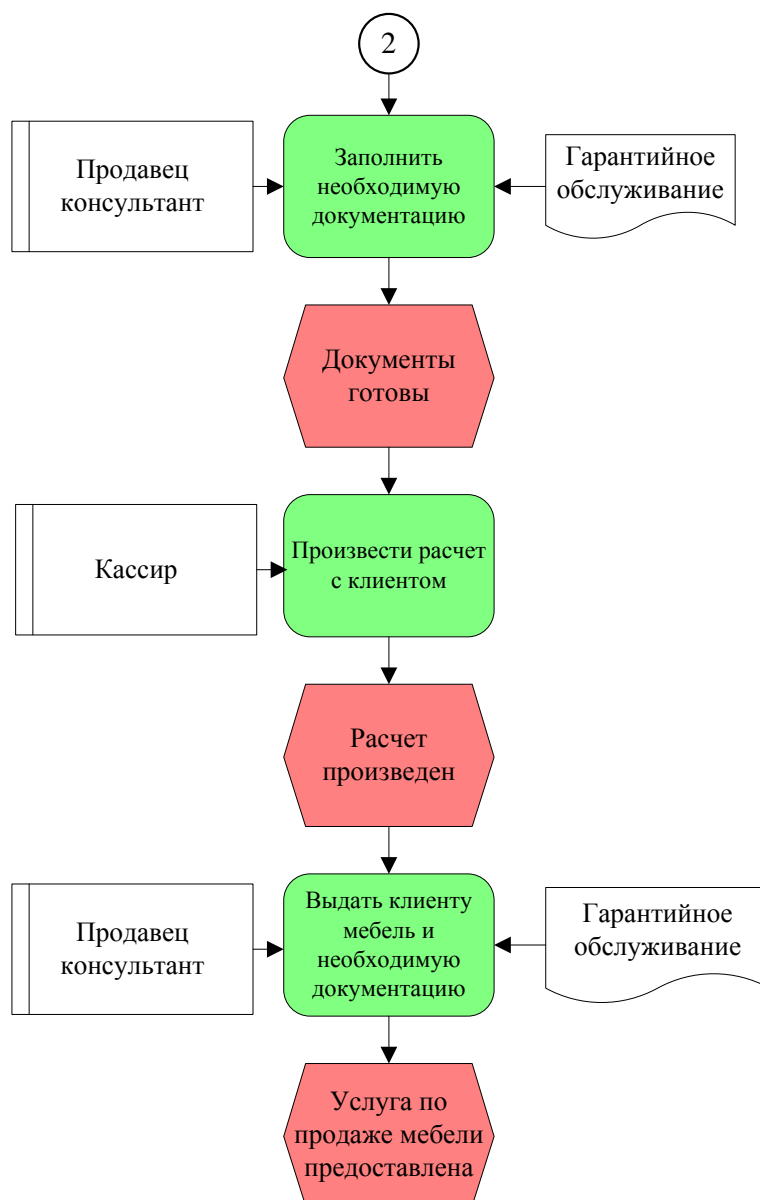 2
Продавец
консультант
Заполнить
необходимую
документацию
Гарантийное
обслуживание
Документы
готовы
Кассир
Произвести расчет
с клиентом
Расчет
произведен
Продавец
консультант
Выдать клиенту
мебель и
необходимую
документацию
Гарантийное
обслуживание
Услуга по
продаже мебели
предоставлена